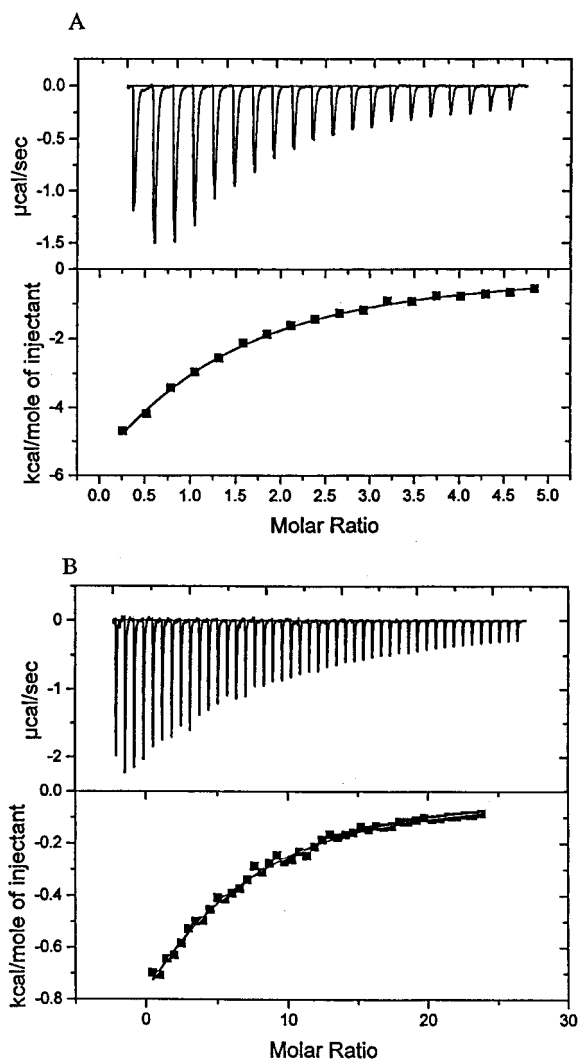 A
0.0
-0.5
-1.0
-1.5
µcal/sec
0
-2
-4
-6
kcal/mole of injectant
0.0 0.5 1.0 1.5 2.0 2.5 3.0 3.5 4.0 4.5 5.0
Molar Ratio
B
0
-1
-2
µcal/sec
0.0
-0.2
-0.4
-0.6
-0.8
kcal/mole of injectant
0 10 20 30
Molar Ratio